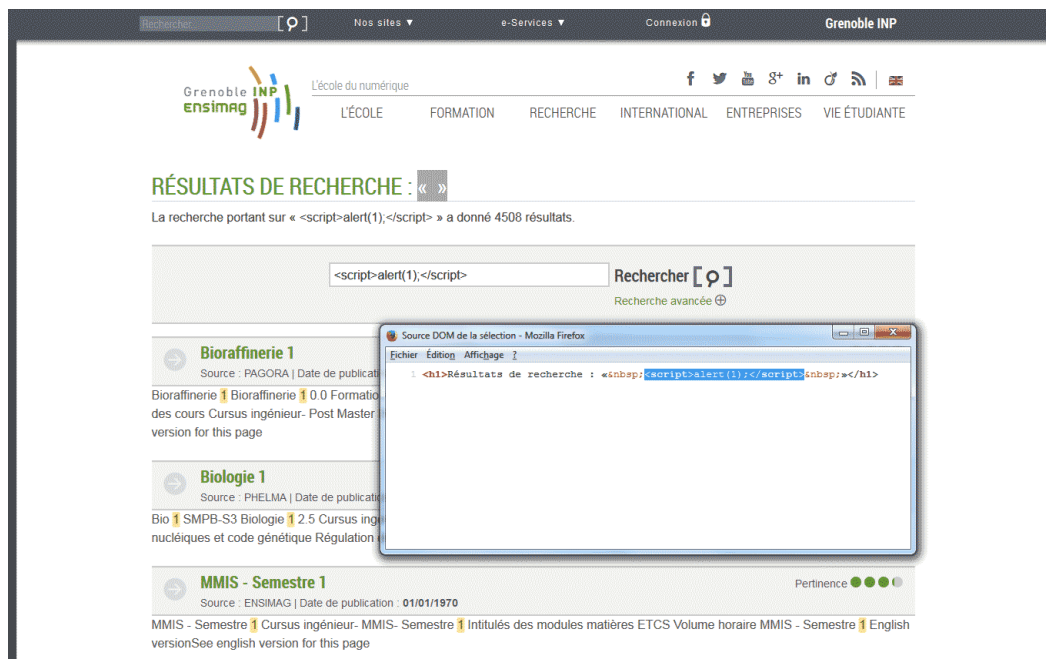 Rechercher...
Nos sites ▼ e-Services ▼ Connexion Grenoble INP
Grenoble INP
Ensimag
L'école du numérique
L'ÉCOLE FORMATION RECHERCHE INTERNATIONAL ENTREPRISES VIE ÉTUDIANTE
RÉSULTATS DE RECHERCHE : « »
La recherche portant sur « <script>alert(1);</script> » a donné 4508 résultats.
<script>alert(1);</script> Rechercher
Recherche avancée
Source DOM de la sélection - Mozilla Firefox
Fichier Édition Affichage ?
1 <h1>Résultats de recherche : «&nbsp;<script>alert(1);</script>&nbsp;»</h1>
Bioraffinerie 1
Source : PAGORA | Date de publicati
Bioraffinerie 1 Bioraffinerie 1 0.0 Formatio
des cours Cursus ingénieur- Post Master
version for this page
Biologie 1
Source : PHELMA | Date de publicati
Bio 1 SMPB-S3 Biologie 1 2.5 Cursus ing
nucléiques et code génétique Régulation
MMIS - Semestre 1 Pertinence
Source : ENSIMAG | Date de publication : 01/01/1970
MMIS - Semestre 1 Cursus ingénieur- MMIS- Semestre 1 Intitulés des modules matières ETCS Volume horaire MMIS - Semestre 1 English
versionSee english version for this page